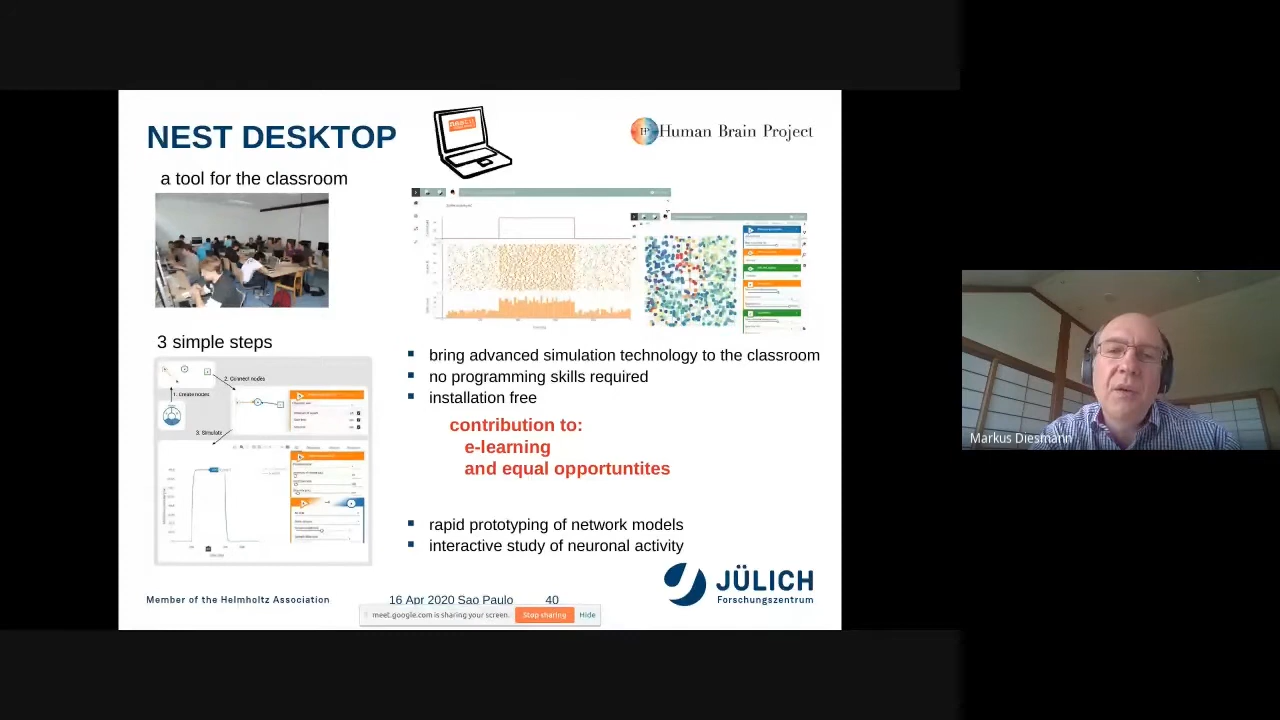 NEST DESKTOP
Human Brain Project
a tool for the classroom
3 simple steps
2. Connect nodes
1. Create nodes
3. Simulate
bring advanced simulation technology to the classroom
no programming skills required
installation free
contribution to:
e-learning
and equal opportuntites
rapid prototyping of network models
interactive study of neuronal activity
JÜLICH
Forschungszentrum
Member of the Helmholtz Association
16 Apr 2020 Sao Paulo
40
meet.google.com is sharing your screen.
Stop sharing
Hide
Markus Diesmann